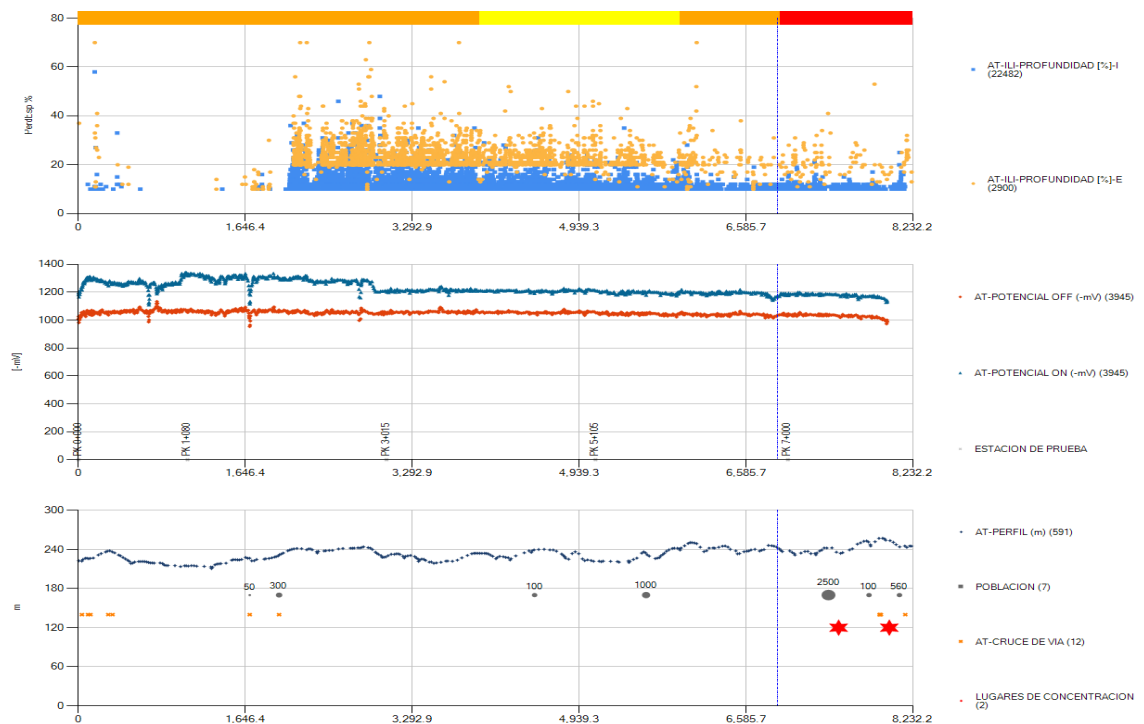 80
60
40
20
0
Perdt.sp %
0
1,646.4
3,292.9
4,939.3
6,585.7
8,232.2
AT-ILI-PROFUNDIDAD [%]-I
(22482)
AT-ILI-PROFUNDIDAD [%]-E
(2900)
1400
1200
1000
800
600
400
200
0
[-mV]
PK 0+000
PK 1+080
PK 3+015
PK 5+105
PK 7+000
0
1,646.4
3,292.9
4,939.3
6,585.7
8,232.2
AT-POTENCIAL OFF (-mV) (3945)
AT-POTENCIAL ON (-mV) (3945)
ESTACION DE PRUEBA
300
240
180
120
60
0
m
50
300
100
1000
2500
100
560
0
1,646.4
3,292.9
4,939.3
6,585.7
8,232.2
AT-PERFIL (m) (591)
POBLACION (7)
AT-CRUCE DE VIA (12)
LUGARES DE CONCENTRACION
(2)